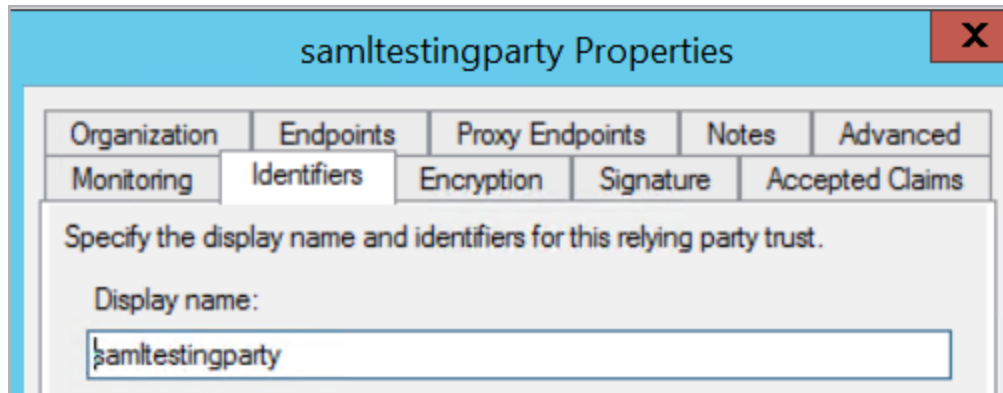 samltestingparty Properties
X
Organization Endpoints Proxy Endpoints Notes Advanced
Monitoring Identifiers Encryption Signature Accepted Claims
Specify the display name and identifiers for this relying party trust.
Display name:
samltestingparty